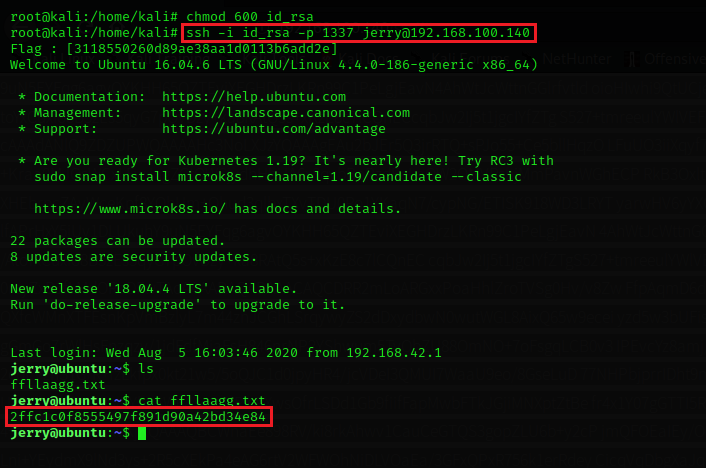 root@kali:/home/kali# chmod 600 id_rsa
root@kali:/home/kali# ssh -i id_rsa -p 1337 jerry@192.168.100.140
Flag : [3118550260d89ae38aa1d0113b6add2e]
Welcome to Ubuntu 16.04.6 LTS (GNU/Linux 4.4.0-186-generic x86_64)
NetHunter Offensive
* Documentation: https://help.ubuntu.com
* Management: https://landscape.canonical.com
* Support: https://ubuntu.com/advantage
* Are you ready for Kubernetes 1.19? It's nearly here! Try RC3 with
sudo snap install microk8s --channel=1.19/candidate --classic
https://www.microk8s.io/ has docs and details.
22 packages can be updated.
8 updates are security updates.
New release '18.04.4 LTS' available.
Run 'do-release-upgrade' to upgrade to it.
Last login: Wed Aug  5 16:03:46 2020 from 192.168.42.1
jerry@ubuntu:~$ ls
ffllaagg.txt
jerry@ubuntu:~$ cat ffllaagg.txt
2ffc1c0f8555497f891d90a42bd34e84
jerry@ubuntu:~$